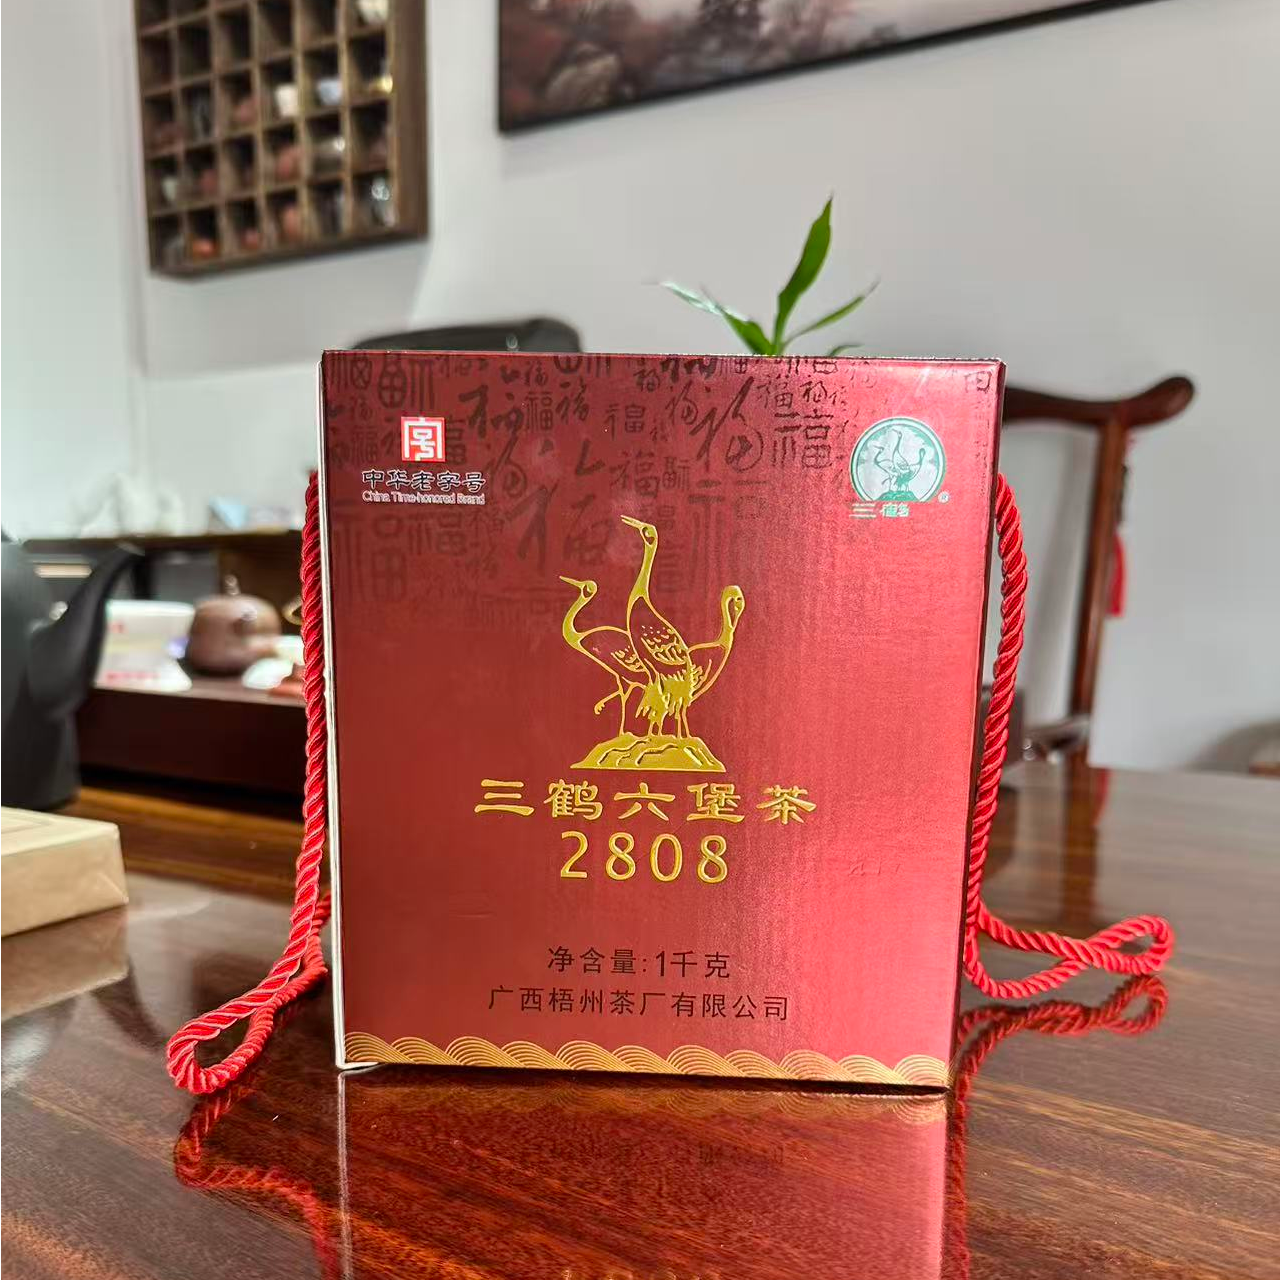 中华老字号
China Time-honored Brand
三鹤
®
三鹤六堡茶
2808
净含量:1千克
广西梧州茶厂有限公司